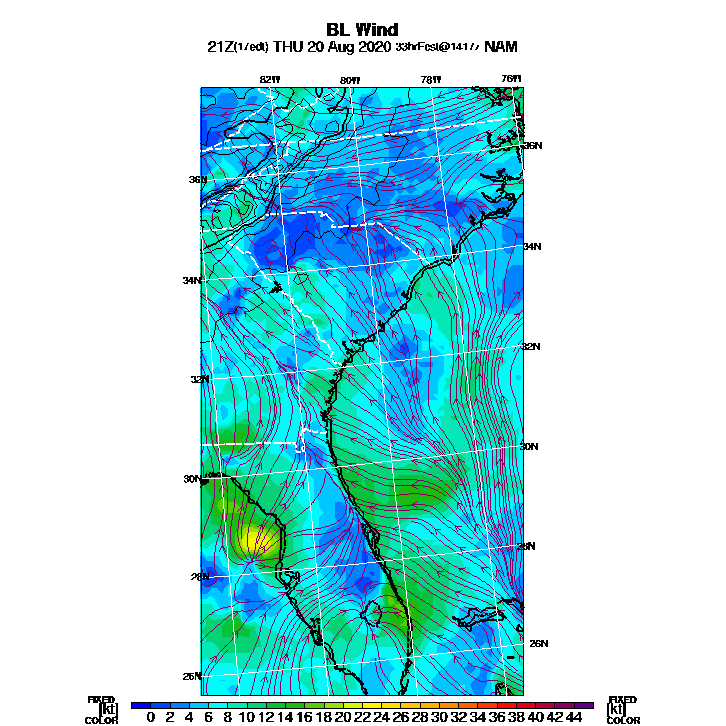 BL Wind
21Z(17edt) THU 20 Aug 2020 33hrFcst@1417z NAM
82W 80W 78W 76W
36N
36N
34N
34N
32N
32N
30N
30N
28N
28N
26N
26N
FIXED FIXED
[kt] 0 2 4 6 8 10 12 14 16 18 20 22 24 26 28 30 32 34 36 38 40 42 44 [kt]
COLOR COLOR